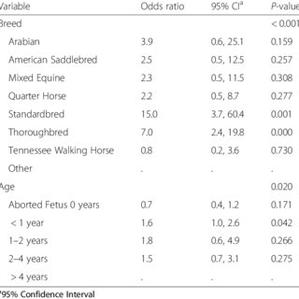 Variable Odds ratio 95% CIa P-value
Breed < 0.001
Arabian 3.9 0.6, 25.1 0.159
American Saddlebred 2.5 0.5, 12.5 0.257
Mixed Equine 2.3 0.5, 11.5 0.308
Quarter Horse 2.2 0.5, 8.7 0.277
Standardbred 15.0 3.7, 60.4 0.001
Thoroughbred 7.0 2.4, 19.8 0.000
Tennessee Walking Horse 0.8 0.2, 3.6 0.730
Other . . .
Age 0.020
Aborted Fetus 0 years 0.7 0.4, 1.2 0.171
< 1 year 1.6 1.0, 2.6 0.042
1–2 years 1.8 0.6, 4.9 0.266
2–4 years 1.5 0.7, 3.1 0.275
> 4 years . . .
a95% Confidence Interval